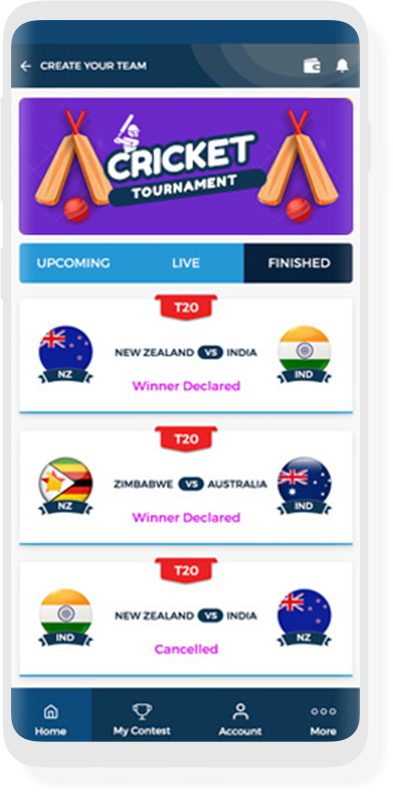 CREATE YOUR TEAM
CRICKET
TOURNAMENT
UPCOMING LIVE FINISHED
T20
NEW ZEALAND VS INDIA
NZ IND
Winner Declared
T20
ZIMBABWE VS AUSTRALIA
NZ IND
Winner Declared
T20
NEW ZEALAND VS INDIA
IND NZ
Cancelled
Home My Contest Account More